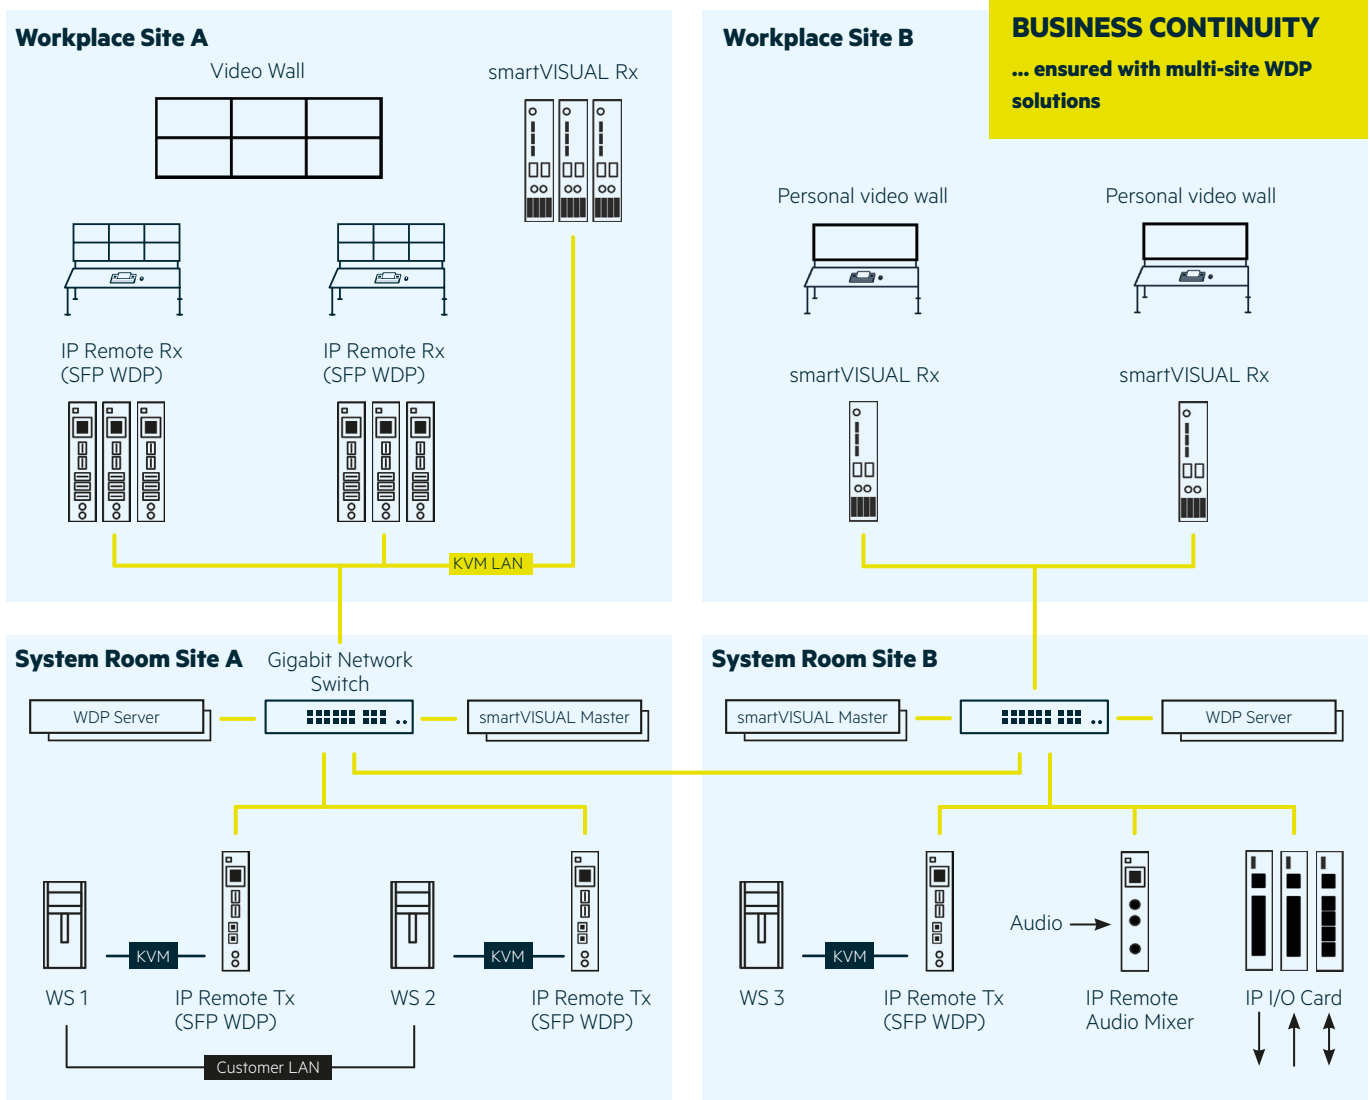 Workplace Site A
Video Wall
smartVISUAL Rx
IP Remote Rx
(SFP WDP)
IP Remote Rx
(SFP WDP)
KVM LAN
Workplace Site B
BUSINESS CONTINUITY
... ensured with multi-site WDP
solutions
Personal video wall
Personal video wall
smartVISUAL Rx
smartVISUAL Rx
System Room Site A
Gigabit Network
Switch
WDP Server
smartVISUAL Master
KVM
KVM
WS 1
IP Remote Tx
(SFP WDP)
WS 2
IP Remote Tx
(SFP WDP)
Customer LAN
System Room Site B
smartVISUAL Master
WDP Server
Audio
KVM
WS 3
IP Remote Tx
(SFP WDP)
IP Remote
Audio Mixer
IP I/O Card